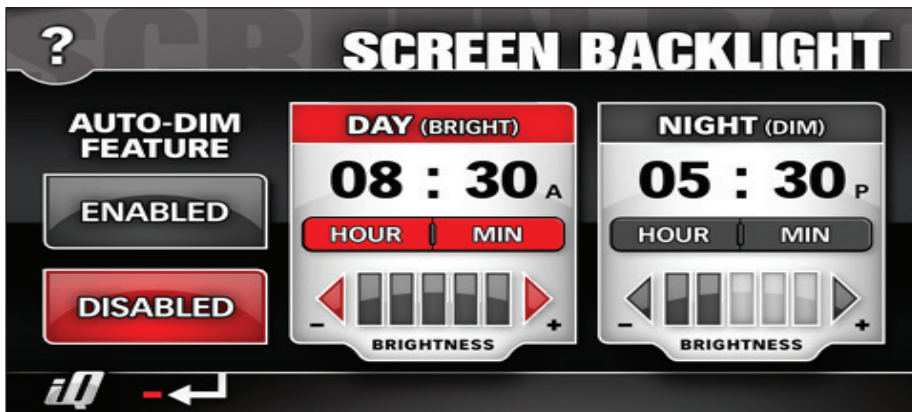 ?
SCREEN BACKLIGHT
AUTO-DIM
FEATURE
ENABLED
DISABLED
DAY (BRIGHT)
08 : 30 A
HOUR MIN
- +
BRIGHTNESS
NIGHT (DIM)
05 : 30 P
HOUR MIN
- +
BRIGHTNESS
iQ